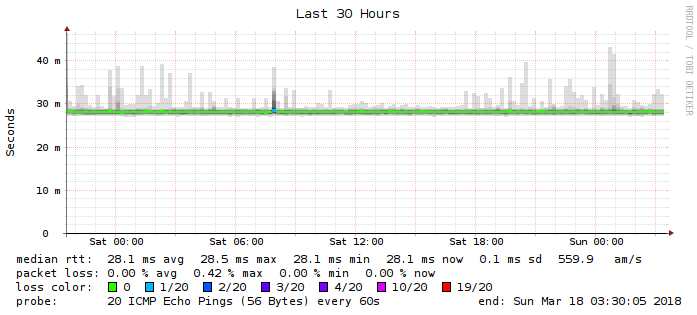 Last 30 Hours
RRDTOOL / TOBI OETIKER
Seconds
40 m
30 m
20 m
10 m
0
Sat 00:00 Sat 06:00 Sat 12:00 Sat 18:00 Sun 00:00
median rtt: 28.1 ms avg 28.5 ms max 28.1 ms min 28.1 ms now 0.1 ms sd 559.9 am/s
packet loss: 0.00 % avg 0.42 % max 0.00 % min 0.00 % now
loss color: 0 1/20 2/20 3/20 4/20 10/20 19/20
probe: 20 ICMP Echo Pings (56 Bytes) every 60s end: Sun Mar 18 03:30:05 2018